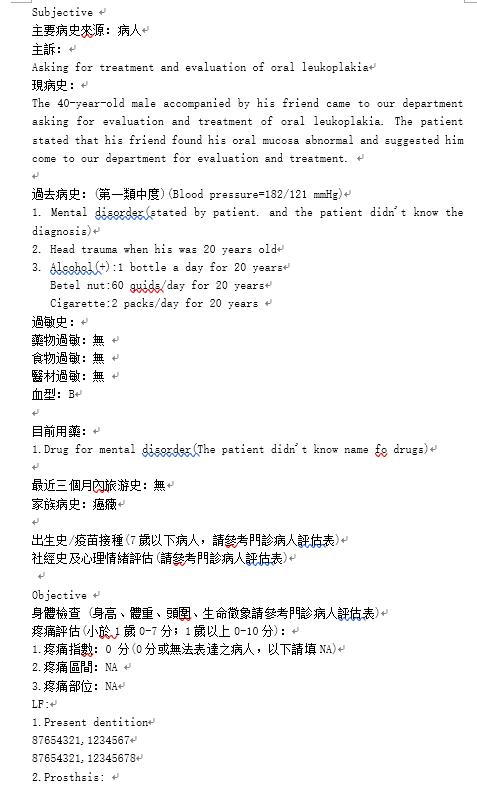 Subjective
主要病史來源: 病人
主訴:
Asking for treatment and evaluation of oral leukoplakia
現病史:
The 40-year-old male accompanied by his friend came to our department
asking for evaluation and treatment of oral leukoplakia. The patient
stated that his friend found his oral mucosa abnormal and suggested him
come to our department for evaluation and treatment.
過去病史: (第一類中度)(Blood pressure=182/121 mmHg)
1. Mental disorder(stated by patient. and the patient didn't know the
diagnosis)
2. Head trauma when his was 20 years old
3. Alcohol(+):1 bottle a day for 20 years
Betel nut:60 quids/day for 20 years
Cigarette:2 packs/day for 20 years
過敏史:
藥物過敏: 無
食物過敏: 無
醫材過敏: 無
血型: B
目前用藥:
1.Drug for mental disorder(The patient didn't know name fo drugs)
最近三個月內旅游史: 無
家族病史: 癌癥
出生史/疫苗接種(7歲以下病人, 請參考門診病人評估表)
社經史及心理情緒評估(請參考門診病人評估表)
Objective
身體檢查 (身高、體重、頭圍、生命徵象請參考門診病人評估表)
疼痛評估(小於1歲0-7分; 1歲以上0-10分):
1.疼痛指數: 0 分(0分或無法表達之病人, 以下請填NA)
2.疼痛區間: NA
3.疼痛部位: NA
LF:
1.Present dentition
87654321,1234567
87654321,12345678
2.Prosthsis: